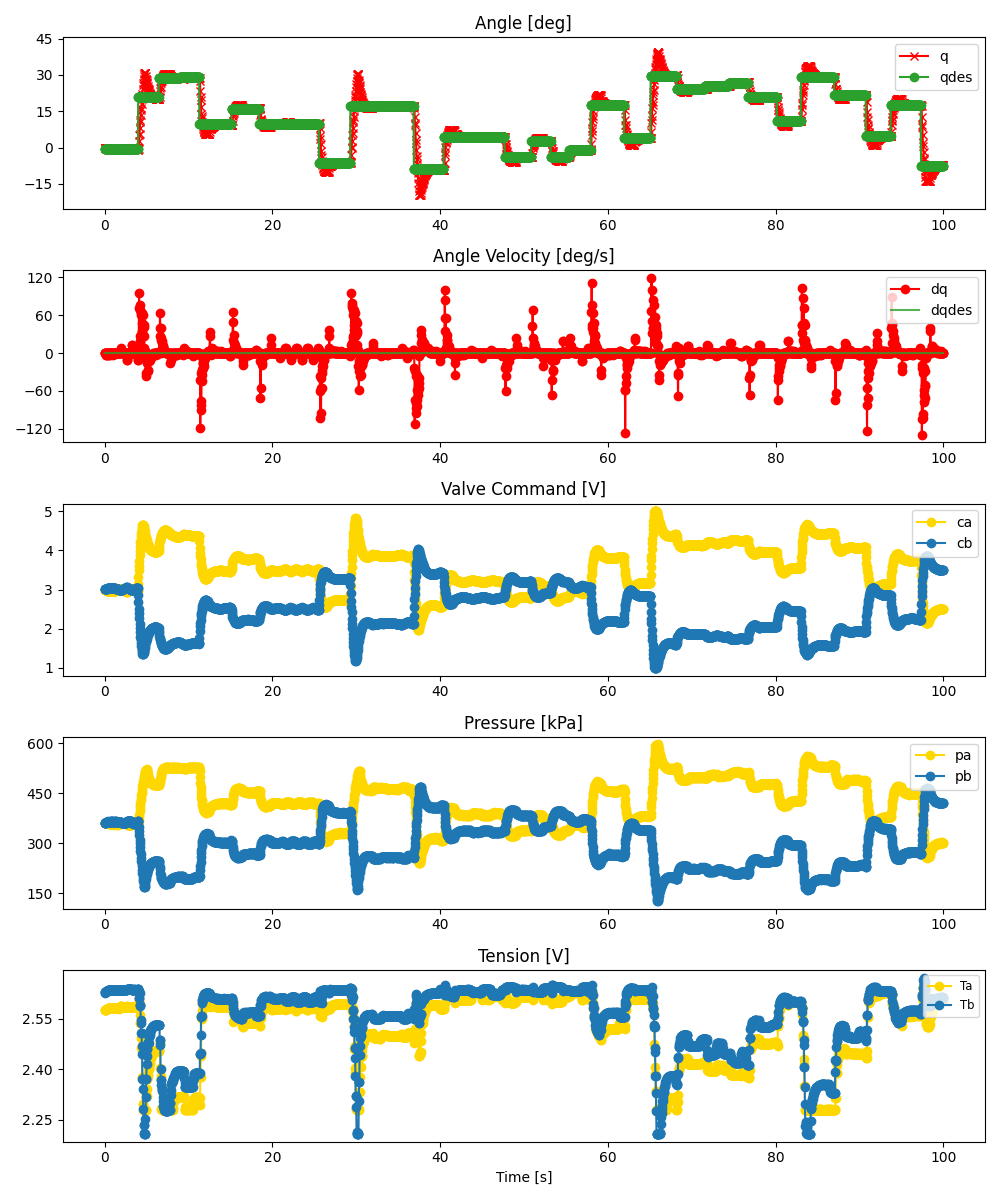 Angle [deg]
45
30
15
0
−15
q
qdes
0 20 40 60 80 100
Angle Velocity [deg/s]
120
60
0
−60
−120
dq
dqdes
0 20 40 60 80 100
Valve Command [V]
5
4
3
2
1
ca
cb
0 20 40 60 80 100
Pressure [kPa]
600
450
300
150
pa
pb
0 20 40 60 80 100
Tension [V]
2.55
2.40
2.25
Ta
Tb
0 20 40 60 80 100
Time [s]